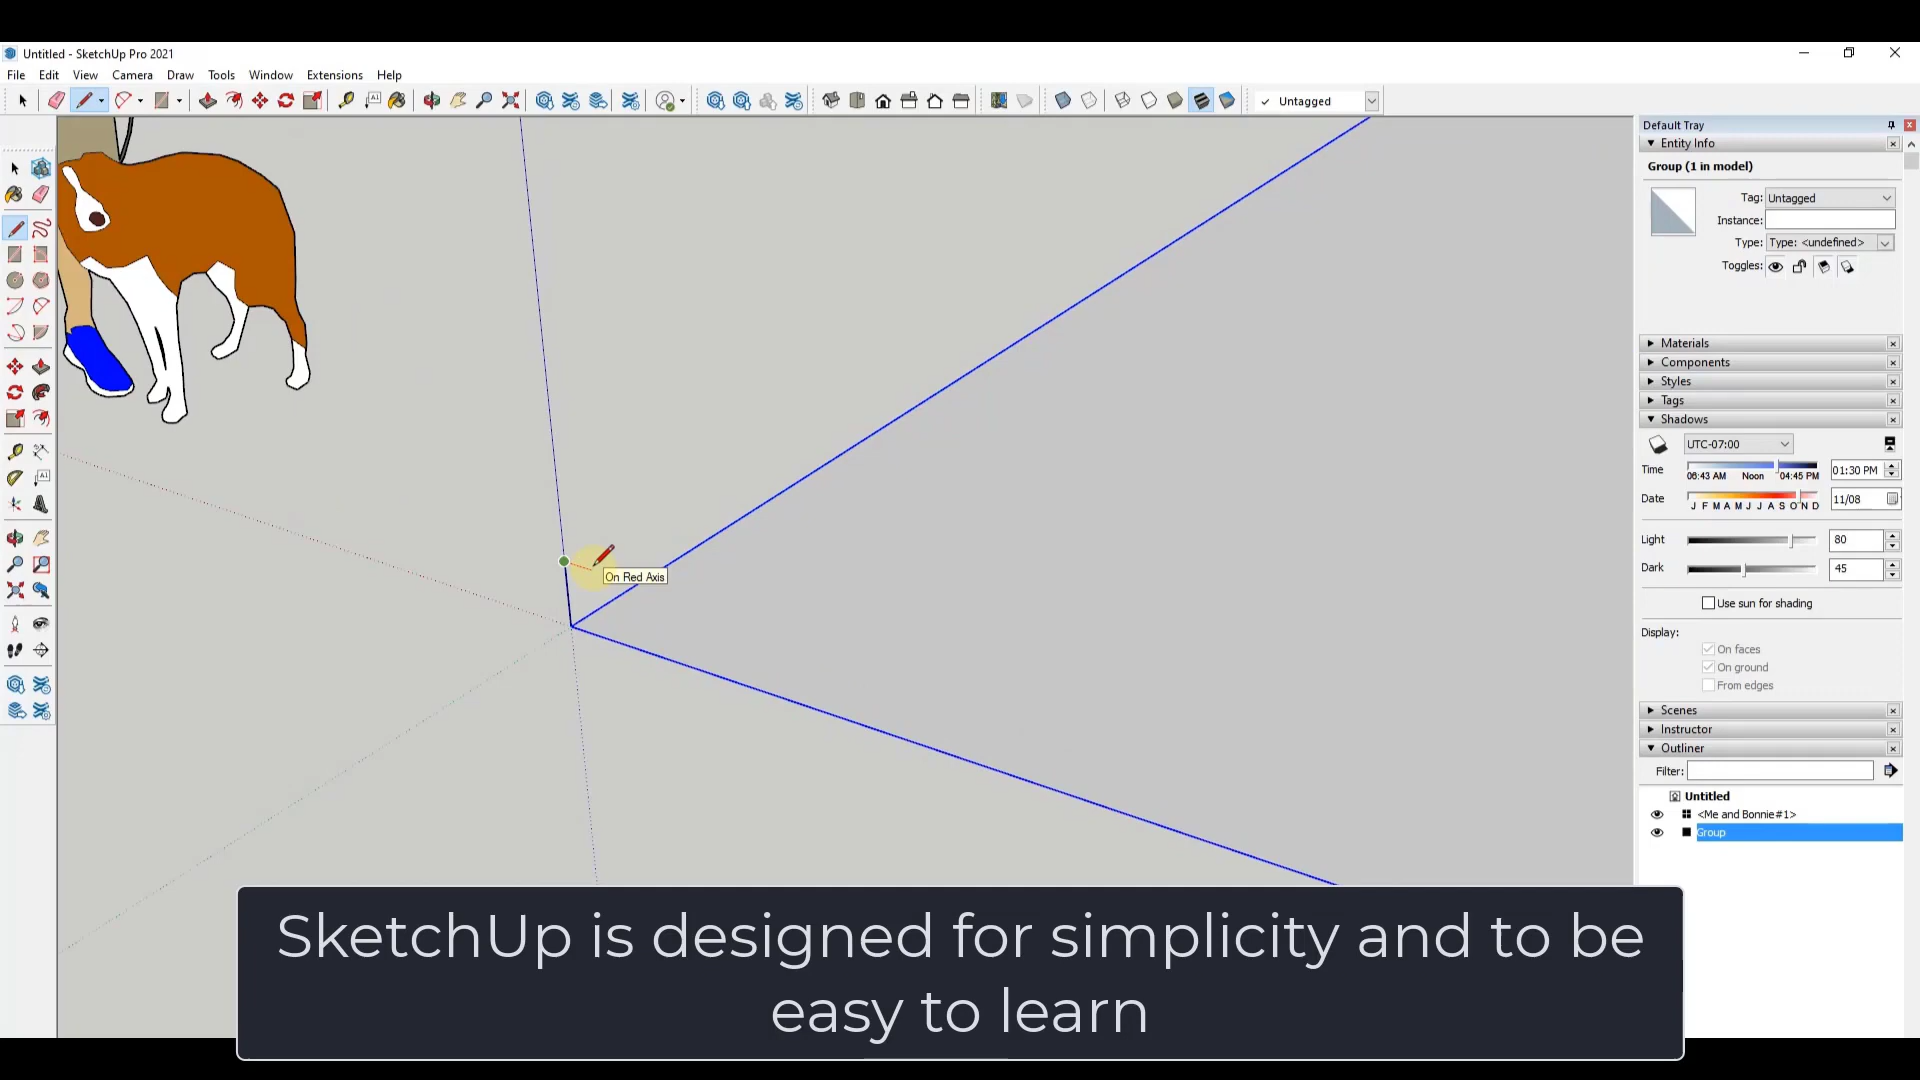 Untitled - SketchUp Pro 2021
File Edit View Camera Draw Tools Window Extensions Help
Untagged
Default Tray
Entity Info
Group (1 in model)
Tag: Untagged
Instance:
Type: Type: <undefined>
Toggles:
Materials
Components
Styles
Tags
Shadows
UTC-07:00
Time 01:30 PM
06:43 AM Noon 04:45 PM
Date 11/08
J F M A M J J A S O N D
Light 80
Dark 45
Use sun for shading
Display:
On faces
On ground
From edges
Scenes
Instructor
Outliner
Filter:
Untitled
<Me and Bonnie#1>
Group
On Red Axis
SketchUp is designed for simplicity and to be
easy to learn